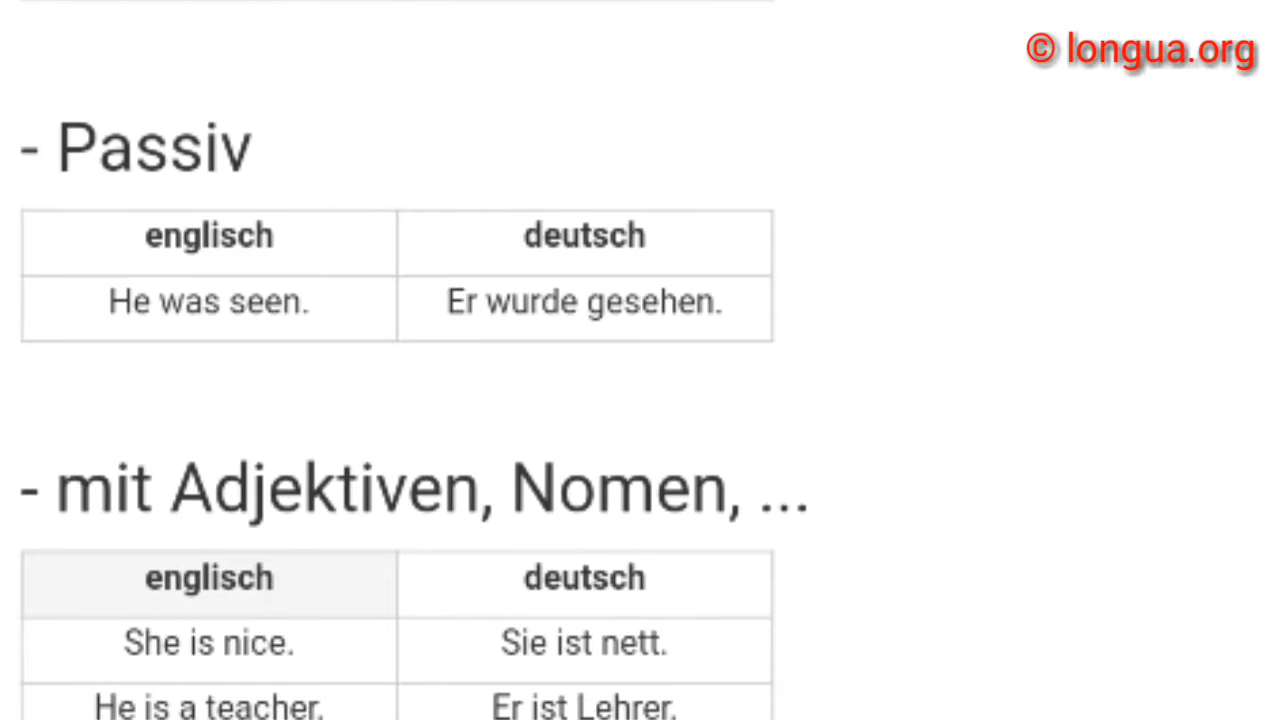 © longua.org
- Passiv
englisch deutsch
He was seen. Er wurde gesehen.
- mit Adjektiven, Nomen, ...
englisch deutsch
She is nice. Sie ist nett.
He is a teacher. Er ist Lehrer.